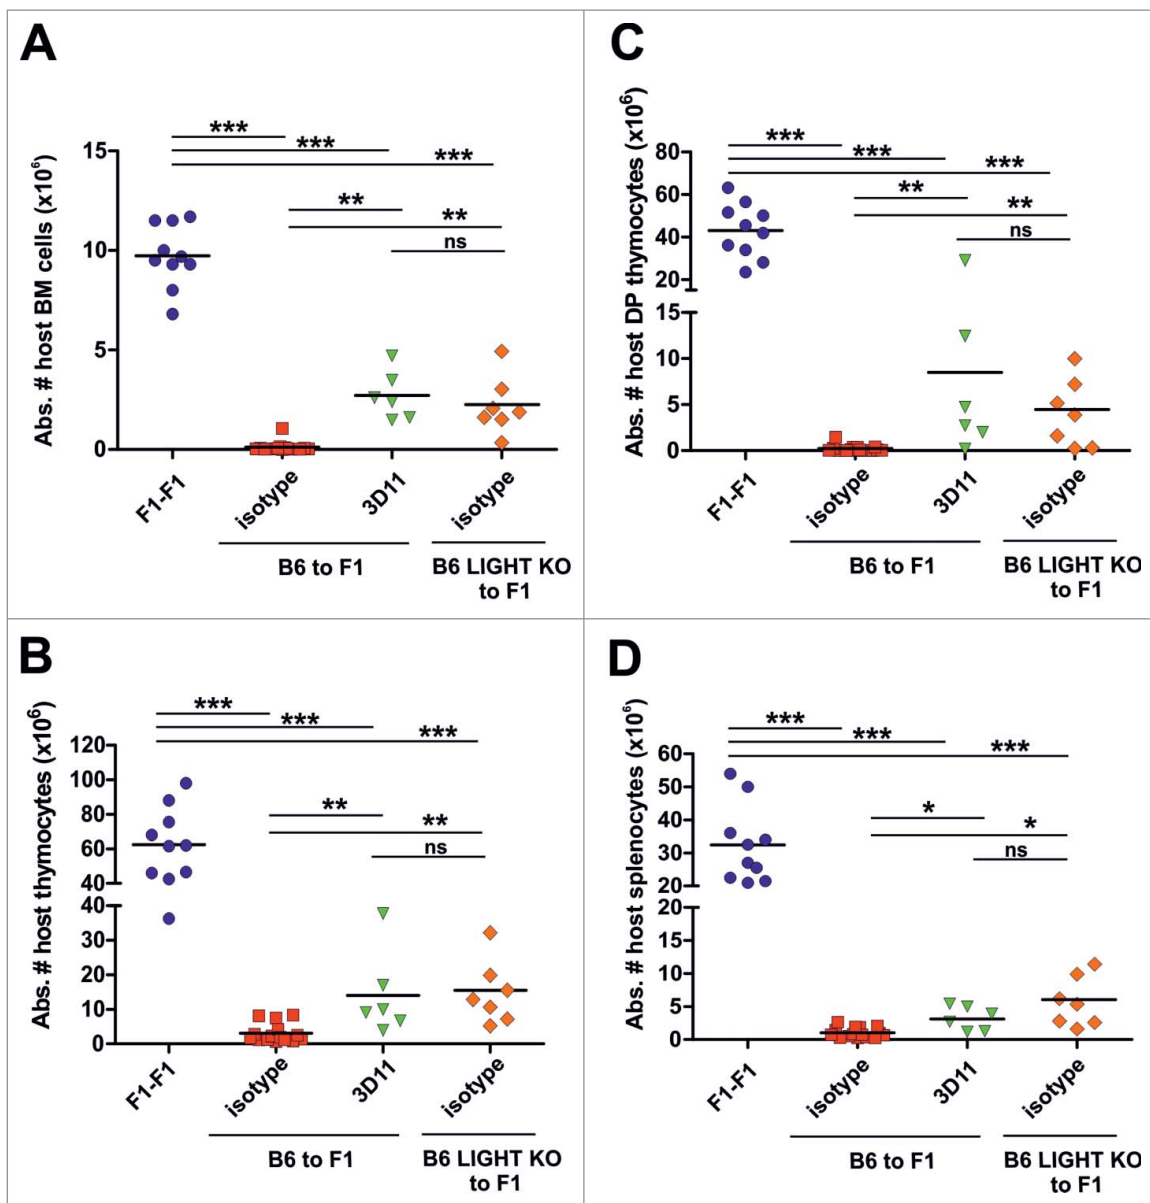 A
Abs. # host BM cells (x10⁶)
15
10
5
0
***
***
***
**
**
ns
F1-F1
isotype
3D11
isotype
B6 to F1
B6 LIGHT KO
to F1
C
Abs. # host DP thymocytes (x10⁶)
80
60
40
20
15
10
5
0
***
***
***
**
**
ns
F1-F1
isotype
3D11
isotype
B6 to F1
B6 LIGHT KO
to F1
B
Abs. # host thymocytes (x10⁶)
120
100
80
60
40
40
30
20
10
0
***
***
***
**
**
ns
F1-F1
isotype
3D11
isotype
B6 to F1
B6 LIGHT KO
to F1
D
Abs. # host splenocytes (x10⁶)
60
50
40
30
20
20
15
10
5
0
***
***
***
*
*
ns
F1-F1
isotype
3D11
isotype
B6 to F1
B6 LIGHT KO
to F1